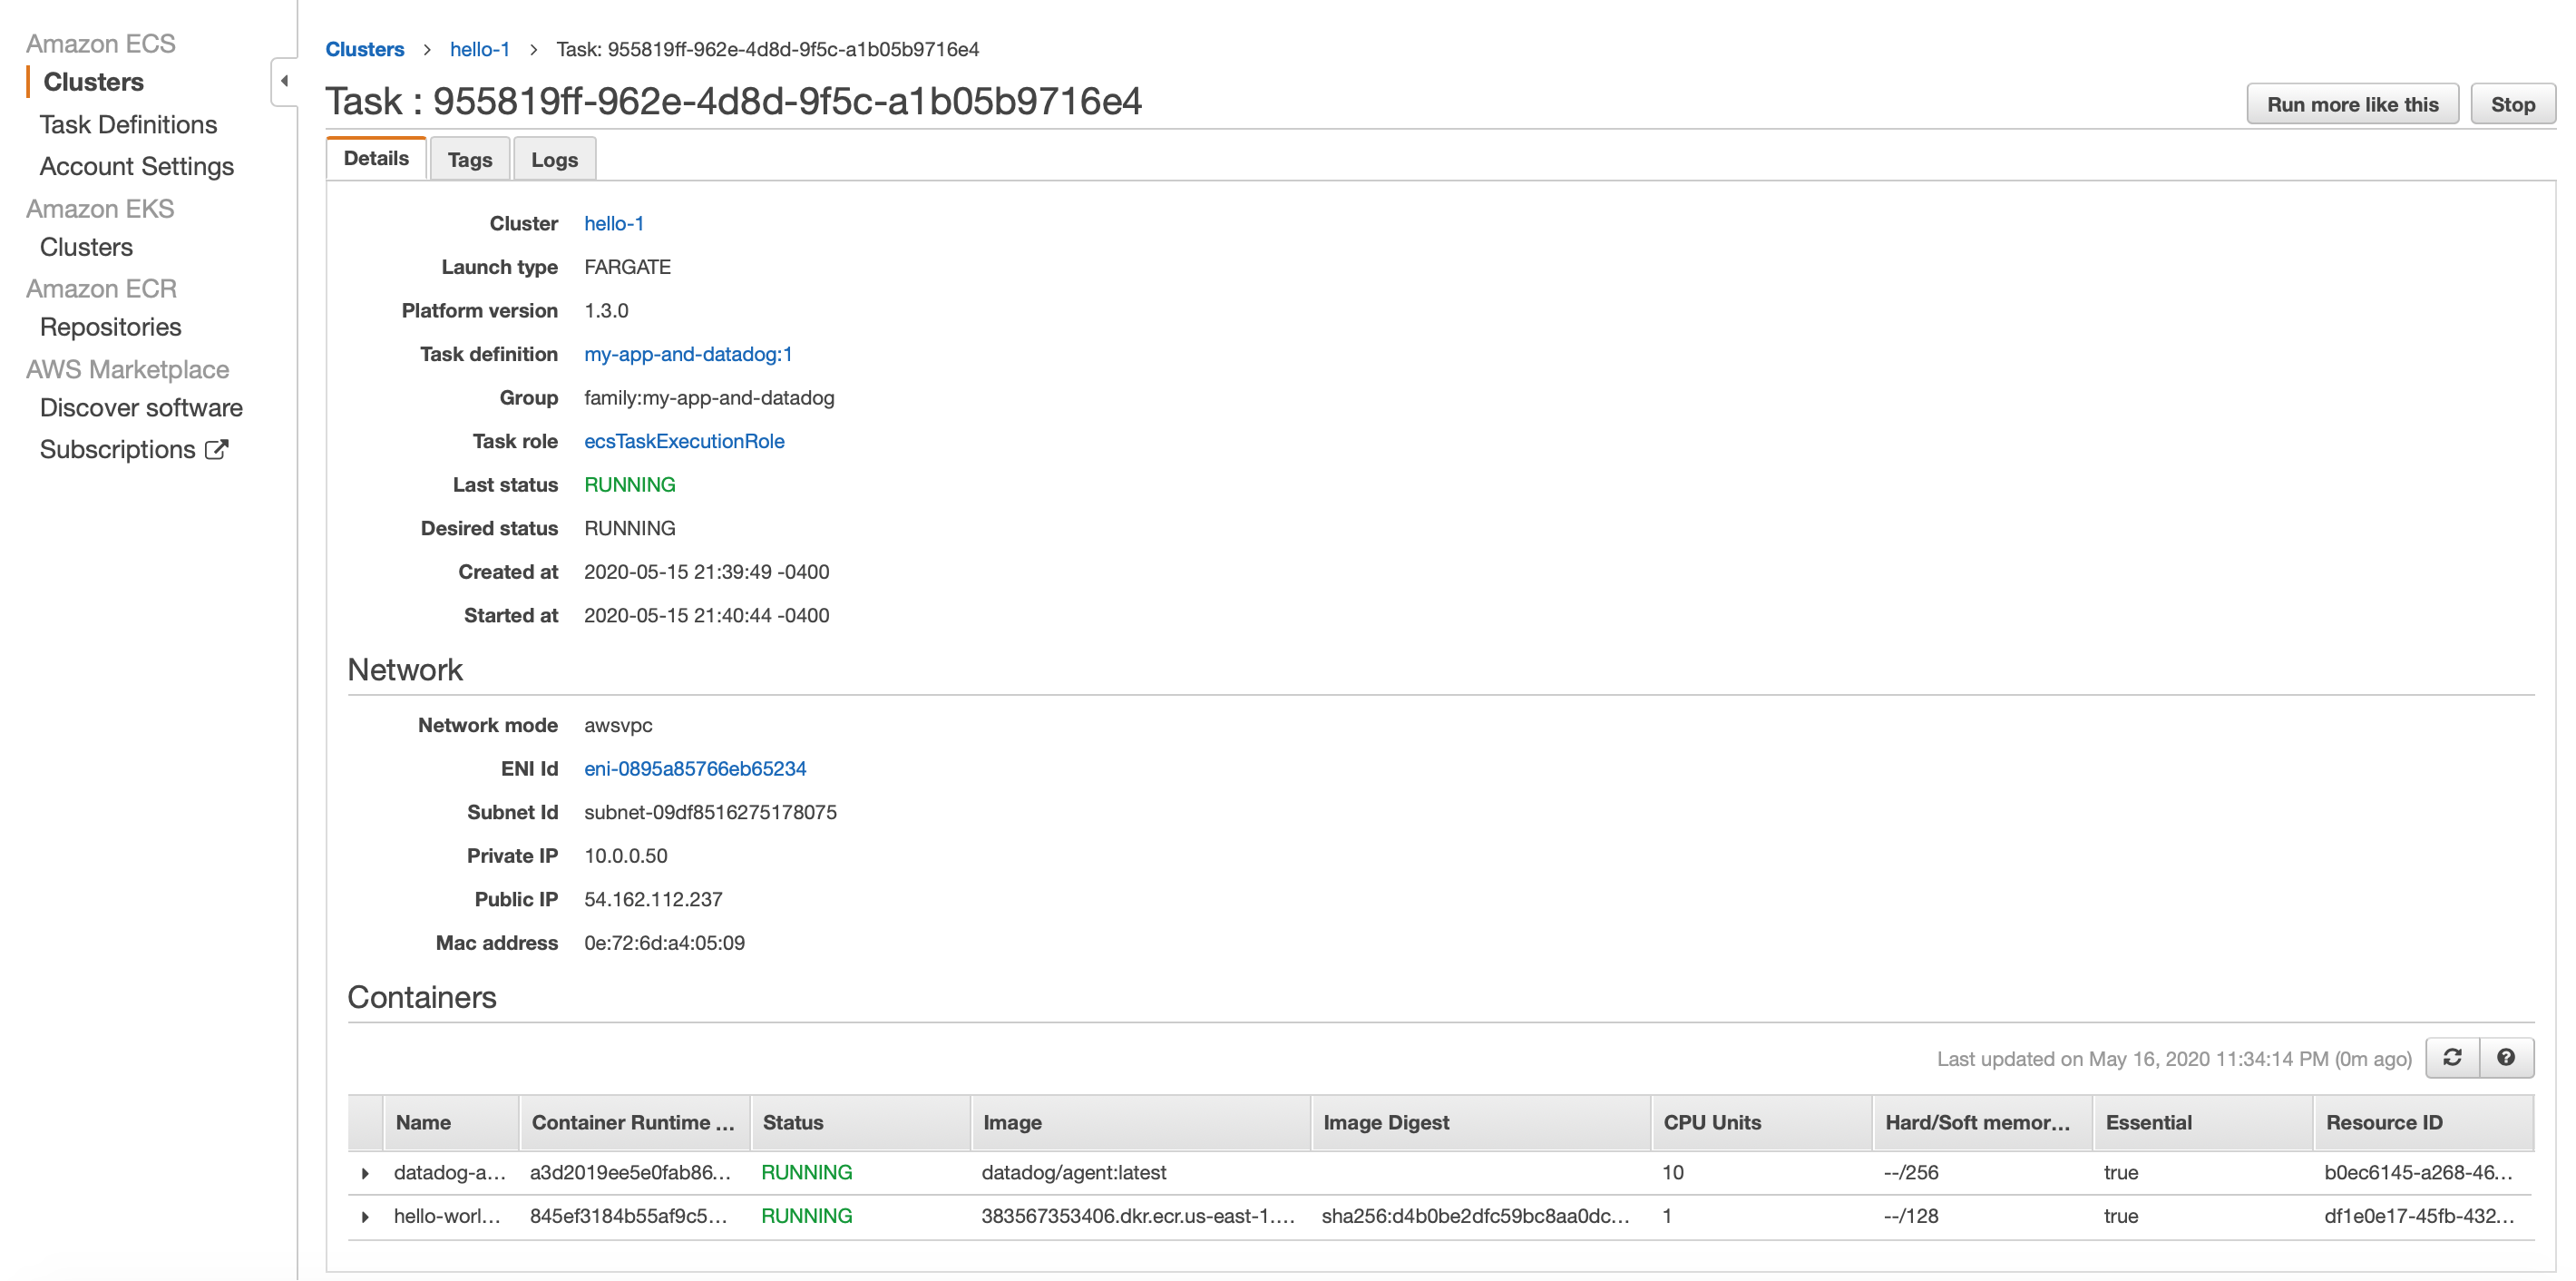 Amazon ECS
Clusters
Task Definitions
Account Settings
Amazon EKS
Clusters
Amazon ECR
Repositories
AWS Marketplace
Discover software
Subscriptions
Clusters > hello-1 > Task: 955819ff-962e-4d8d-9f5c-a1b05b9716e4
Task : 955819ff-962e-4d8d-9f5c-a1b05b9716e4
Run more like this Stop
Details Tags Logs
Cluster hello-1
Launch type FARGATE
Platform version 1.3.0
Task definition my-app-and-datadog:1
Group family:my-app-and-datadog
Task role ecsTaskExecutionRole
Last status RUNNING
Desired status RUNNING
Created at 2020-05-15 21:39:49 -0400
Started at 2020-05-15 21:40:44 -0400
Network
Network mode awsvpc
ENI Id eni-0895a85766eb65234
Subnet Id subnet-09df8516275178075
Private IP 10.0.0.50
Public IP 54.162.112.237
Mac address 0e:72:6d:a4:05:09
Containers
Last updated on May 16, 2020 11:34:14 PM (0m ago)
Name Container Runtime ... Status Image Image Digest CPU Units Hard/Soft memor... Essential Resource ID
datadog-a... a3d2019ee5e0fab86... RUNNING datadog/agent:latest 10 --/256 true b0ec6145-a268-46...
hello-worl... 845ef3184b55af9c5... RUNNING 383567353406.dkr.ecr.us-east-1.... sha256:d4b0be2dfc59bc8aa0dc... 1 --/128 true df1e0e17-45fb-432...